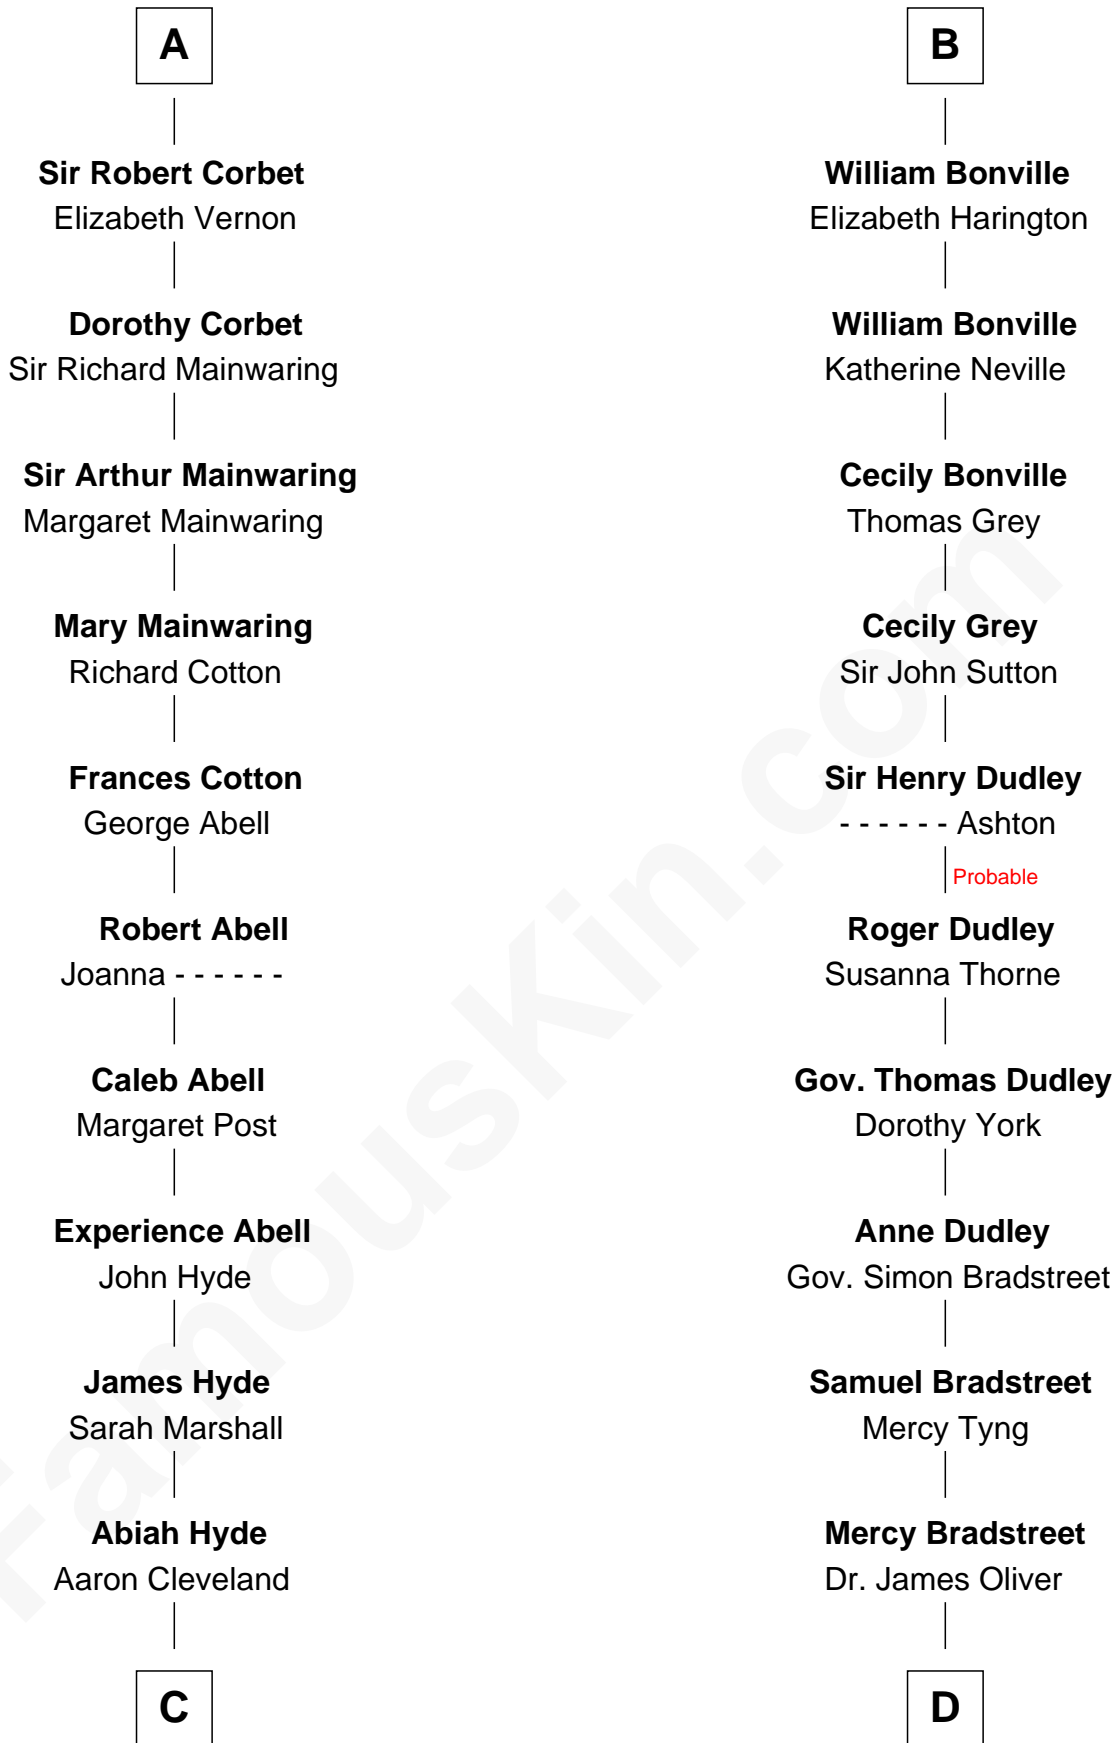 A
Sir Robert Corbet
Elizabeth Vernon
Dorothy Corbet
Sir Richard Mainwaring
Sir Arthur Mainwaring
Margaret Mainwaring
Mary Mainwaring
Richard Cotton
Frances Cotton
George Abell
Robert Abell
Joanna - - - - - -
Caleb Abell
Margaret Post
Experience Abell
John Hyde
James Hyde
Sarah Marshall
Abiah Hyde
Aaron Cleveland
C
B
William Bonville
Elizabeth Harington
William Bonville
Katherine Neville
Cecily Bonville
Thomas Grey
Cecily Grey
Sir John Sutton
Sir Henry Dudley
- - - - - - Ashton
Probable
Roger Dudley
Susanna Thorne
Gov. Thomas Dudley
Dorothy York
Anne Dudley
Gov. Simon Bradstreet
Samuel Bradstreet
Mercy Tyng
Mercy Bradstreet
Dr. James Oliver
D
FamousKin.com